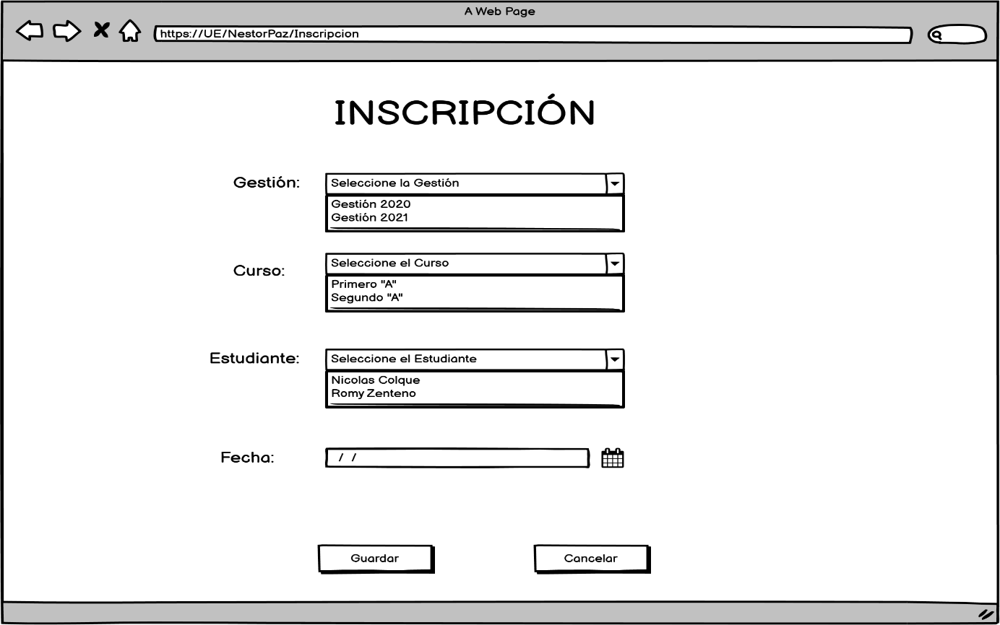 A Web Page
https://UE/NestorPaz/Inscripcion
INSCRIPCIÓN
Gestión:
Seleccione la Gestión
Gestión 2020
Gestión 2021
Curso:
Seleccione el Curso
Primero "A"
Segundo "A"
Estudiante:
Seleccione el Estudiante
Nicolas Colque
Romy Zenteno
Fecha:
/ /
Guardar
Cancelar